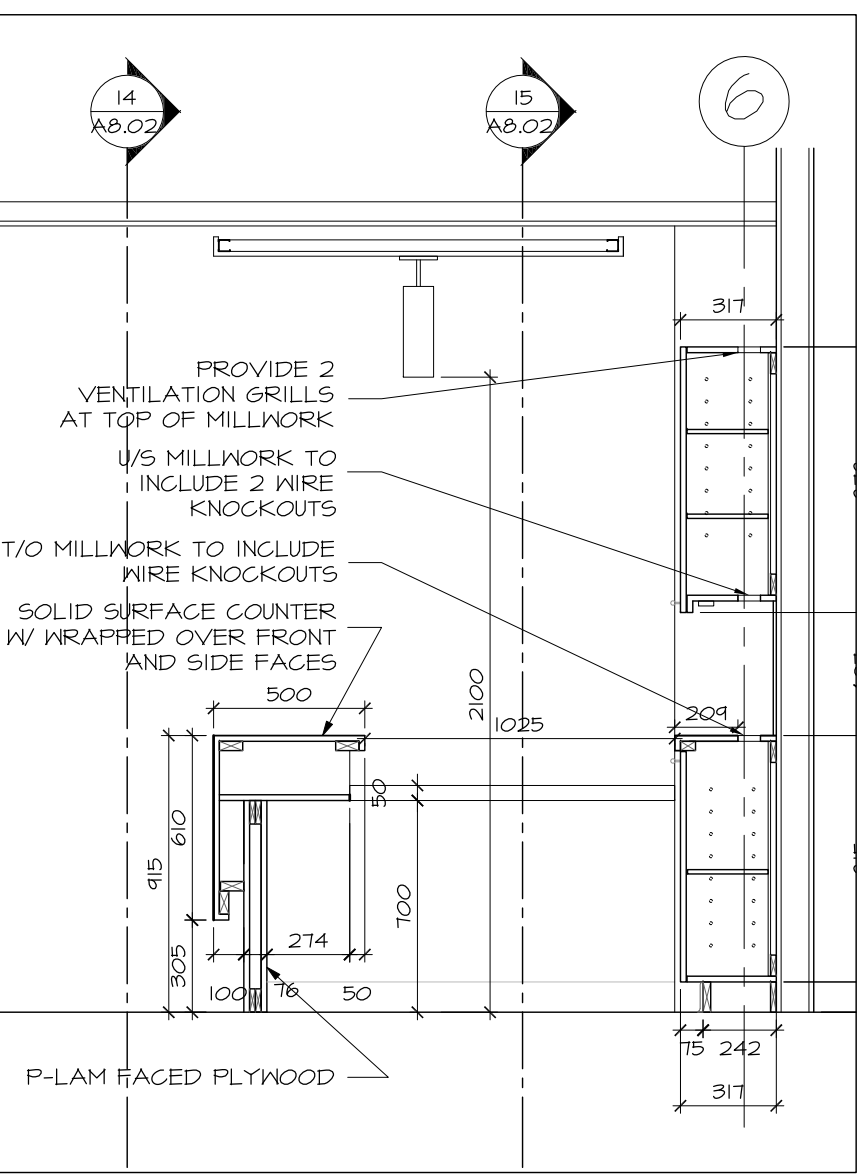 14
A8.02
15
A8.02
6
317
PROVIDE 2
VENTILATION GRILLS
AT TOP OF MILLWORK
U/S MILLWORK TO
INCLUDE 2 WIRE
KNOCKOUTS
T/O MILLWORK TO INCLUDE
WIRE KNOCKOUTS
SOLID SURFACE COUNTER
W/ WRAPPED OVER FRONT
AND SIDE FACES
500
2100
209
1025
50
610
915
700
305
274
100
76
50
75
242
P-LAM FACED PLYWOOD
317